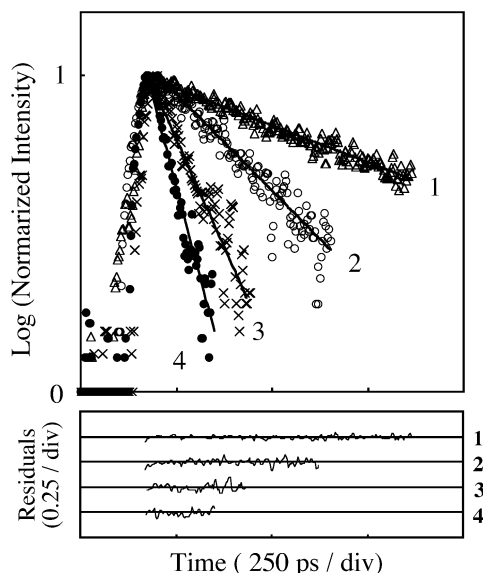 Log (Normarized Intensity)
1
0
1
2
3
4
Residuals
(0.25 / div)
1
2
3
4
Time ( 250 ps / div)